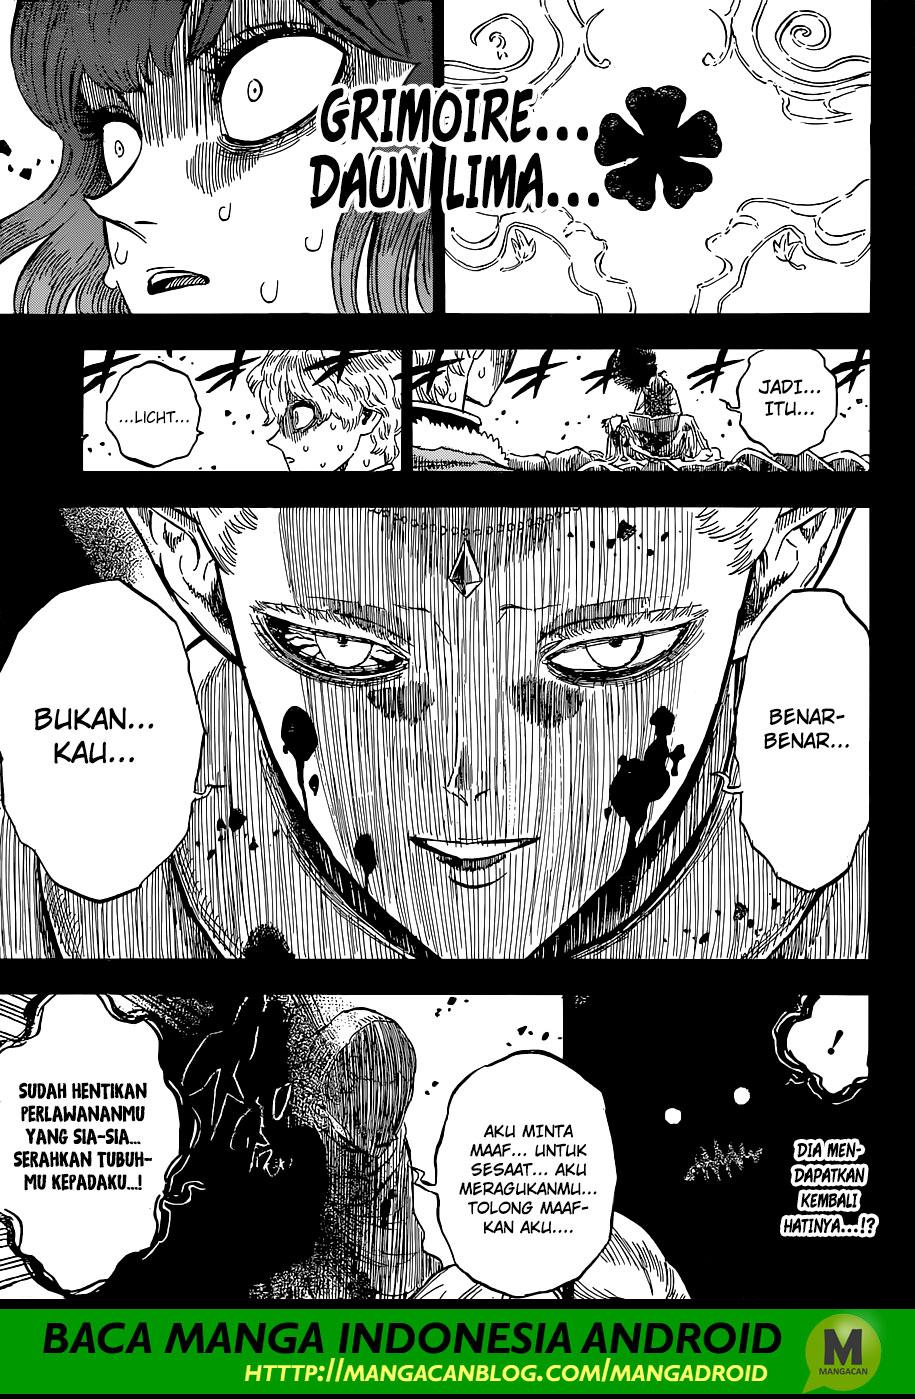 GRIMOIRE...
DAUN LIMA...
JADI...
ITU...
...LICHT...
BENAR-
BENAR...
BUKAN...
KAU...
!
DIA MEN-
DAPATKAN
KEMBALI
HATINYA...!?
AKU MINTA
MAAF... UNTUK
SESAAT... AKU
MERAGUKANMU...
TOLONG MAAF-
KAN AKU....
SUDAH HENTIKAN
PERLAWANANMU
YANG SIA-SIA...
SERAHKAN TUBUH-
MU KEPADAKU...!
BACA MANGA INDONESIA ANDROID
HTTTP://MANGACANBLOG.COM/MANGADROID
M
MANGACAN